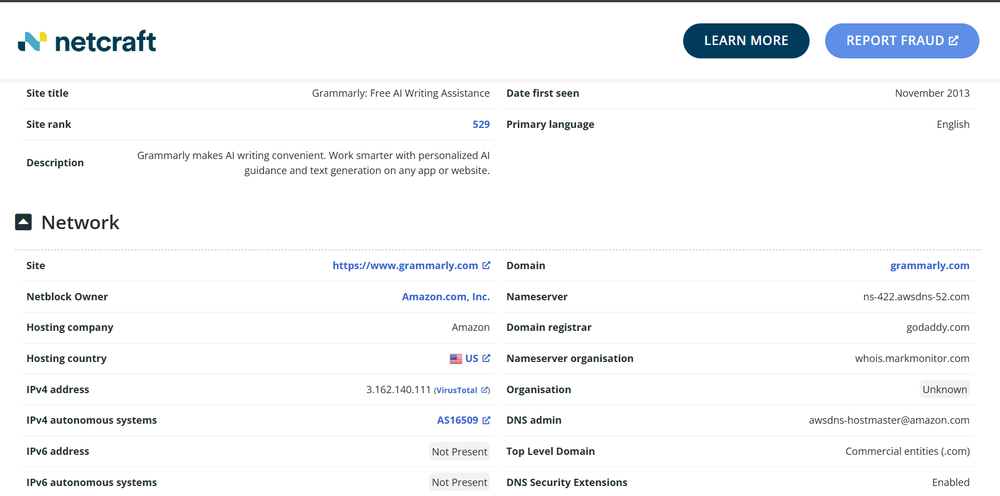 netcraft
LEARN MORE
REPORT FRAUD
Site title Grammarly: Free AI Writing Assistance Date first seen November 2013
Site rank 529 Primary language English
Description Grammarly makes AI writing convenient. Work smarter with personalized AI
guidance and text generation on any app or website.
Network
Site https://www.grammarly.com Domain grammarly.com
Netblock Owner Amazon.com, Inc. Nameserver ns-422.awsdns-52.com
Hosting company Amazon Domain registrar godaddy.com
Hosting country US Nameserver organisation whois.markmonitor.com
IPv4 address 3.162.140.111 (VirusTotal) Organisation Unknown
IPv4 autonomous systems AS16509 DNS admin awsdns-hostmaster@amazon.com
IPv6 address Not Present Top Level Domain Commercial entities (.com)
IPv6 autonomous systems Not Present DNS Security Extensions Enabled